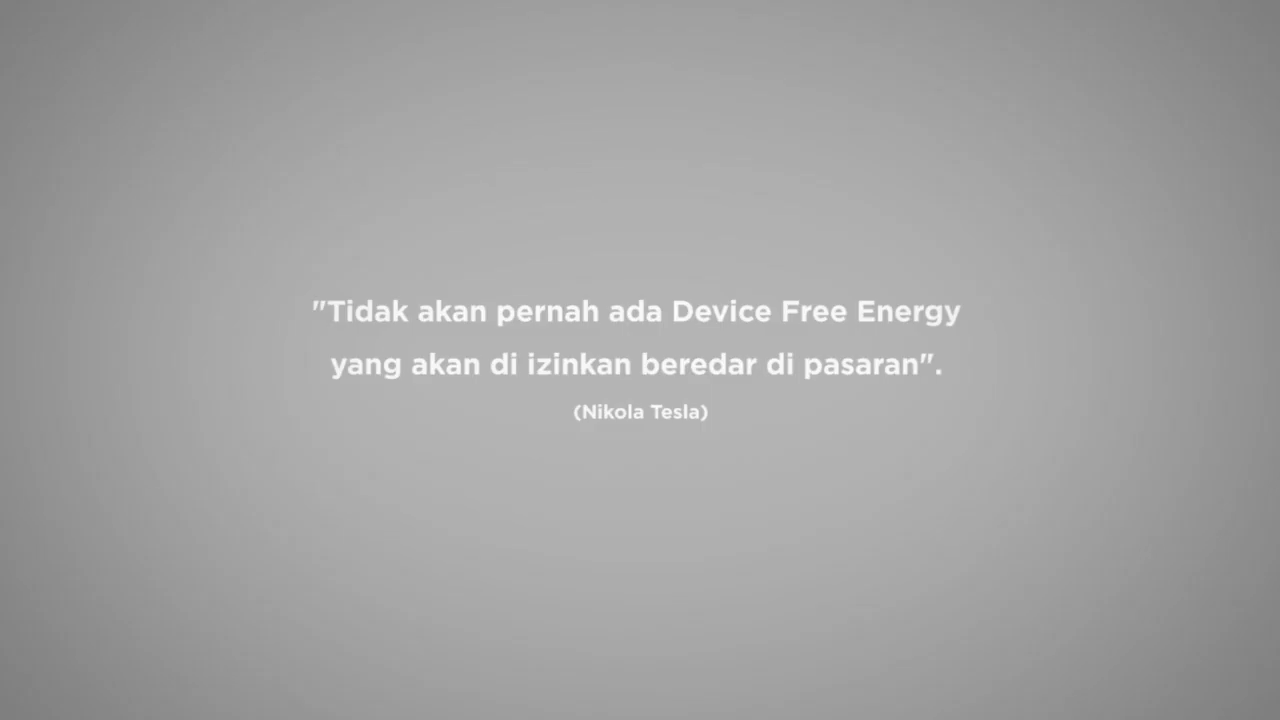 "Tidak akan pernah ada Device Free Energy
yang akan di izinkan beredar di pasaran".
(Nikola Tesla)